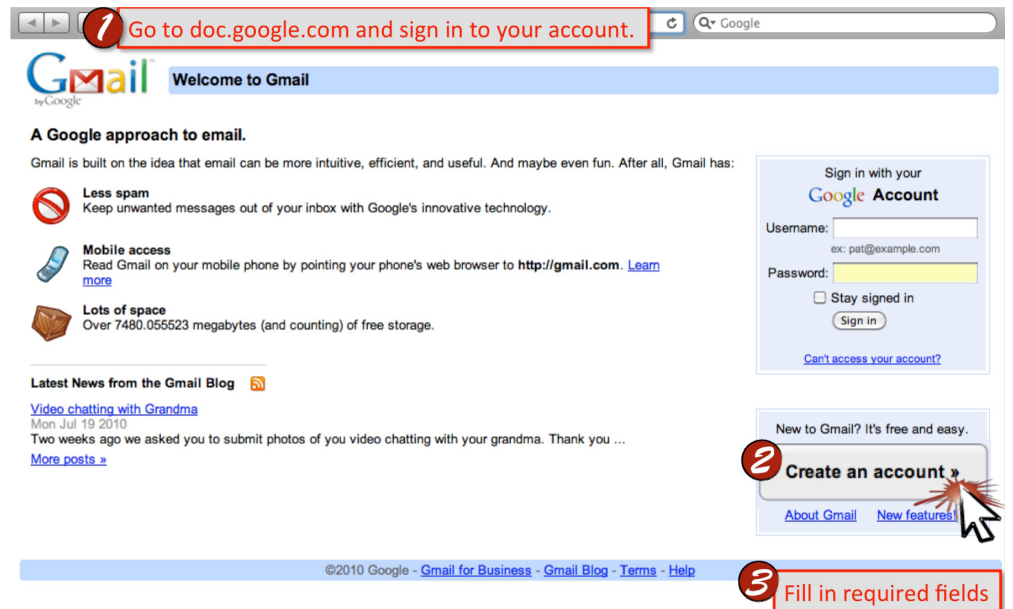 1 Go to doc.google.com and sign in to your account.
Google
Gmail
by Google
Welcome to Gmail
A Google approach to email.
Gmail is built on the idea that email can be more intuitive, efficient, and useful. And maybe even fun. After all, Gmail has:
Less spam
Keep unwanted messages out of your inbox with Google's innovative technology.
Mobile access
Read Gmail on your mobile phone by pointing your phone's web browser to http://gmail.com. Learn
more
Lots of space
Over 7480.055523 megabytes (and counting) of free storage.
Latest News from the Gmail Blog
Video chatting with Grandma
Mon Jul 19 2010
Two weeks ago we asked you to submit photos of you video chatting with your grandma. Thank you ...
More posts »
Sign in with your
Google Account
Username:
ex: pat@example.com
Password:
Stay signed in
Sign in
Can't access your account?
New to Gmail? It's free and easy.
2 Create an account »
About Gmail New features!
©2010 Google - Gmail for Business - Gmail Blog - Terms - Help
3 Fill in required fields